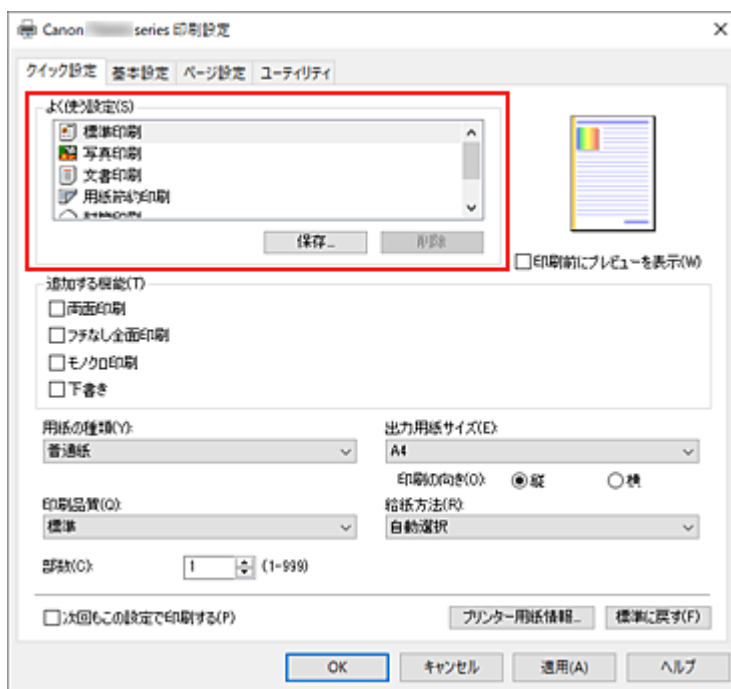 Canon series 印刷設定
クイック設定 基本設定 ページ設定 ユーティリティ
よく使う設定(S)
標準印刷
写真印刷
文書印刷
用紙節約印刷
保存... 削除
印刷前にプレビューを表示(W)
追加する機能(T)
両面印刷
フチなし全面印刷
モノクロ印刷
下書き
用紙の種類(Y): 出力用紙サイズ(E):
普通紙 A4
印刷の向き(O): 縦 横
印刷品質(Q): 給紙方法(R):
標準 自動選択
部数(C): 1 (1-999)
次回もこの設定で印刷する(P) プリンター用紙情報... 標準に戻す(F)
OK キャンセル 適用(A) ヘルプ